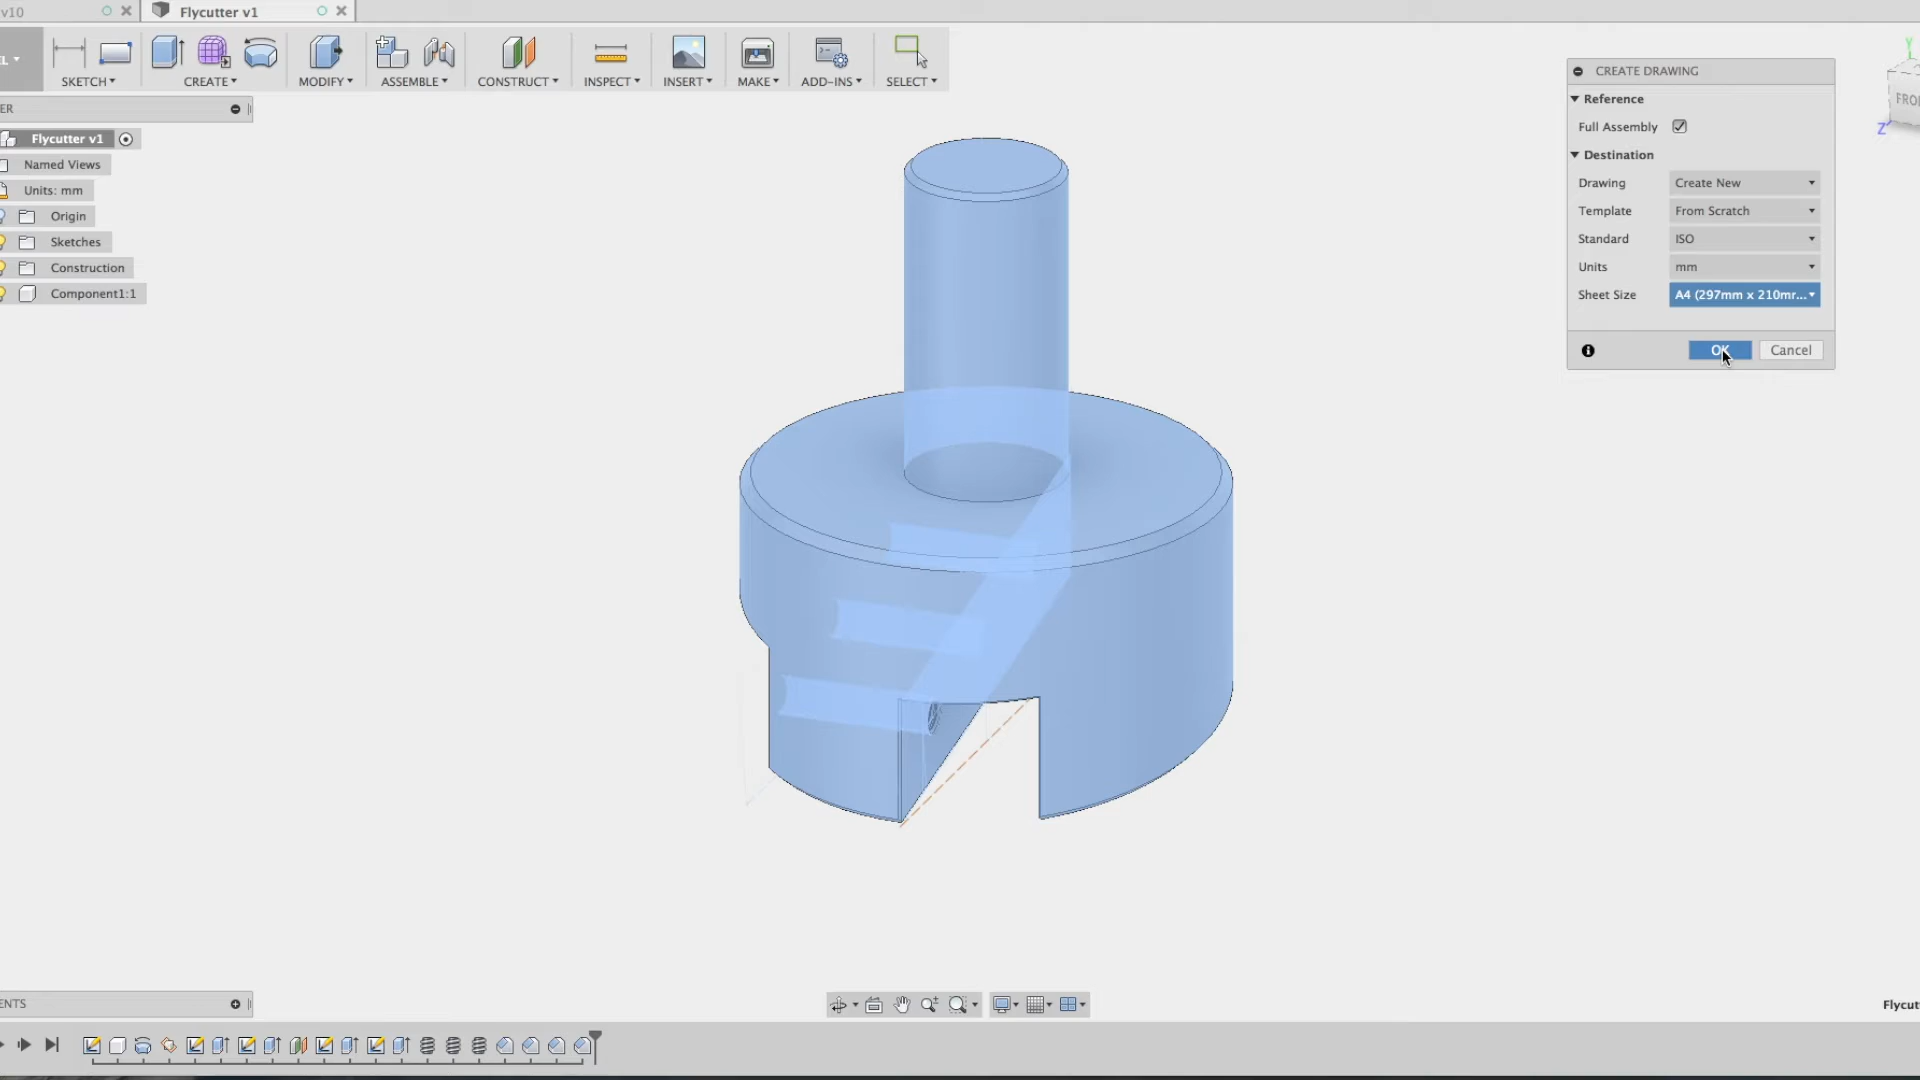 v10
Flycutter v1
SKETCH
CREATE
MODIFY
ASSEMBLE
CONSTRUCT
INSPECT
INSERT
MAKE
ADD-INS
SELECT
ER
Flycutter v1
Named Views
Units: mm
Origin
Sketches
Construction
Component1:1
CREATE DRAWING
Reference
Full Assembly
Destination
Drawing Create New
Template From Scratch
Standard ISO
Units mm
Sheet Size A4 (297mm x 210mr...
OK Cancel
Y
FRO
Z
ENTS
Flycut